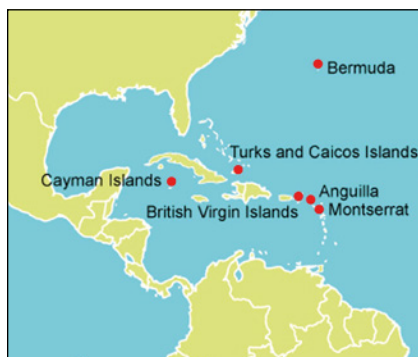 Bermuda
Turks and Caicos Islands
Cayman Islands
Anguilla
British Virgin Islands
Montserrat